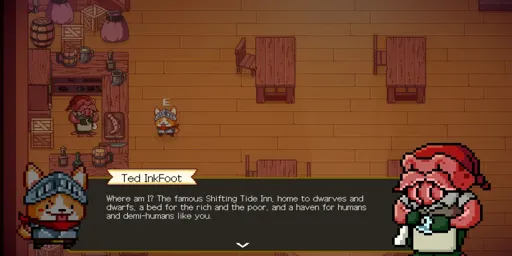 E
Ted InkFoot
Where am I? The famous Shifting Tide Inn, home to dwarves and
dwarfs, a bed for the rich and the poor, and a haven for humans
and demi-humans like you.